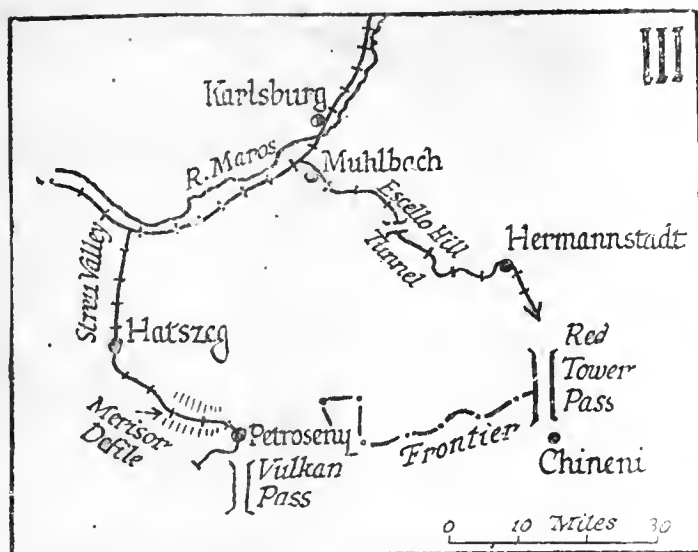 III
Karlsburg
R. Maros
Muhlbach
Escello Hill
Tunnel
Hermannstadt
Streu Valley
Hatszeg
Red
Tower
Pass
Merisor
Defile
Petroseny
Frontier
Vulkan
Pass
Chineni
0 10 Miles 30